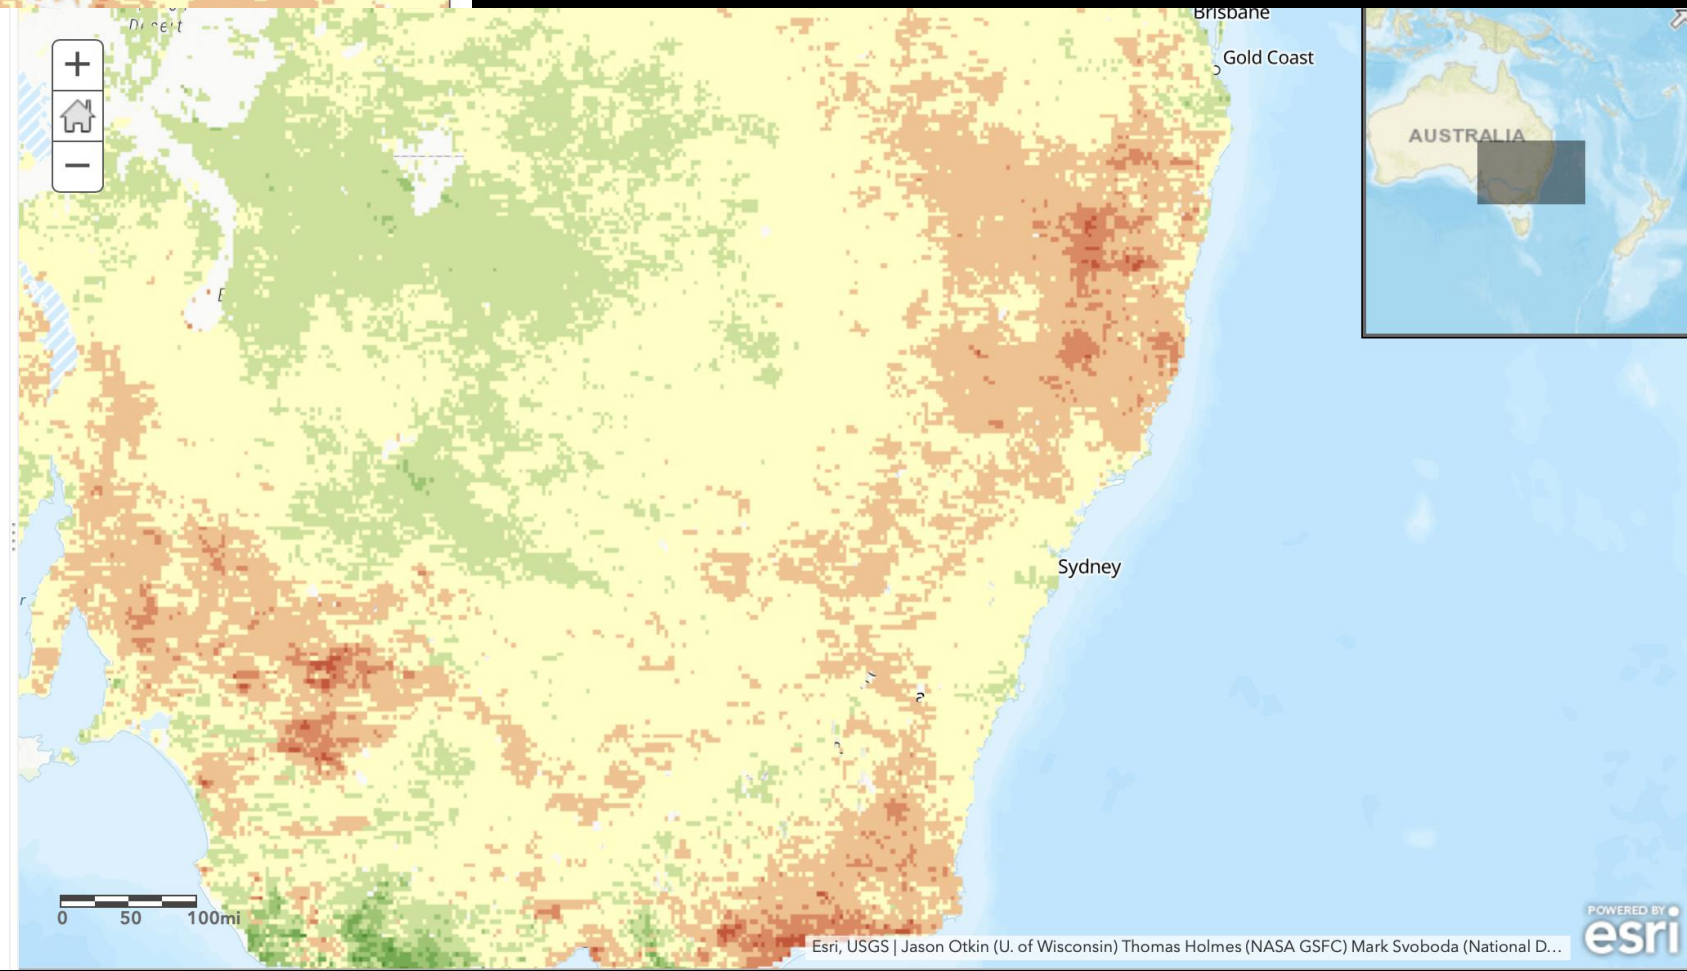 Desert
Brisbane
Gold Coast
AUSTRALIA
Sydney
0 50 100mi
Esri, USGS | Jason Otkin (U. of Wisconsin) Thomas Holmes (NASA GSFC) Mark Svoboda (National D...
POWERED BY
esri